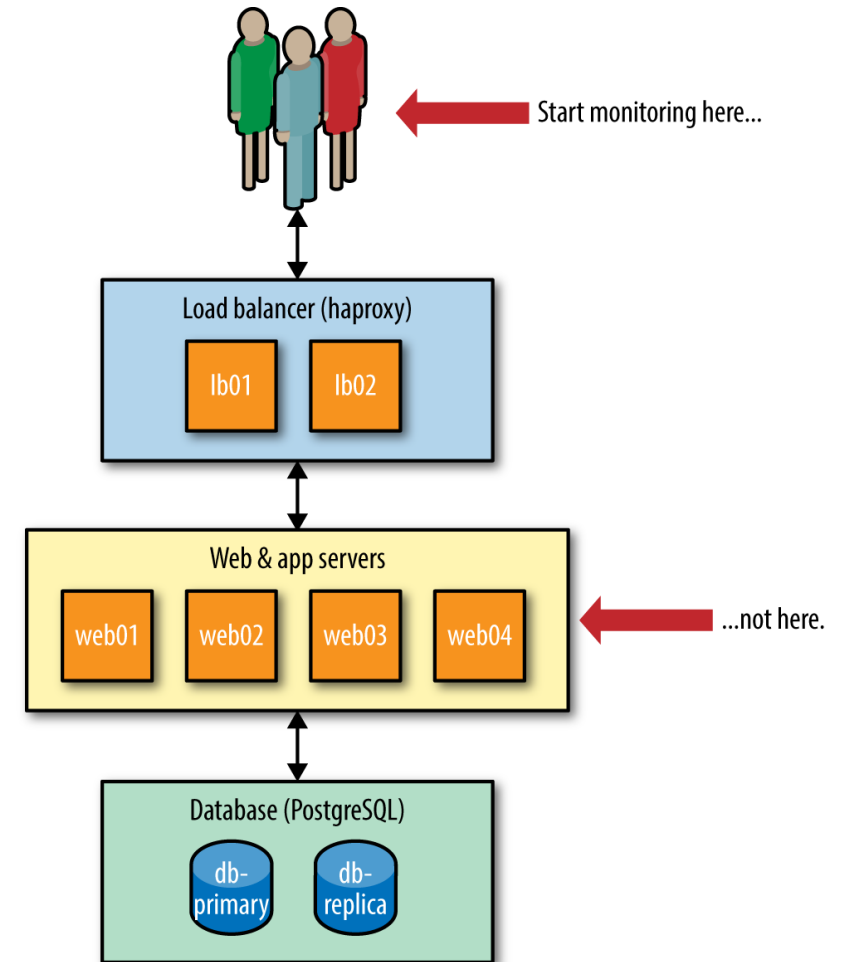 Start monitoring here...
Load balancer (haproxy)
lb01 lb02
Web & app servers
web01 web02 web03 web04
...not here.
Database (PostgreSQL)
db-
primary
db-
replica